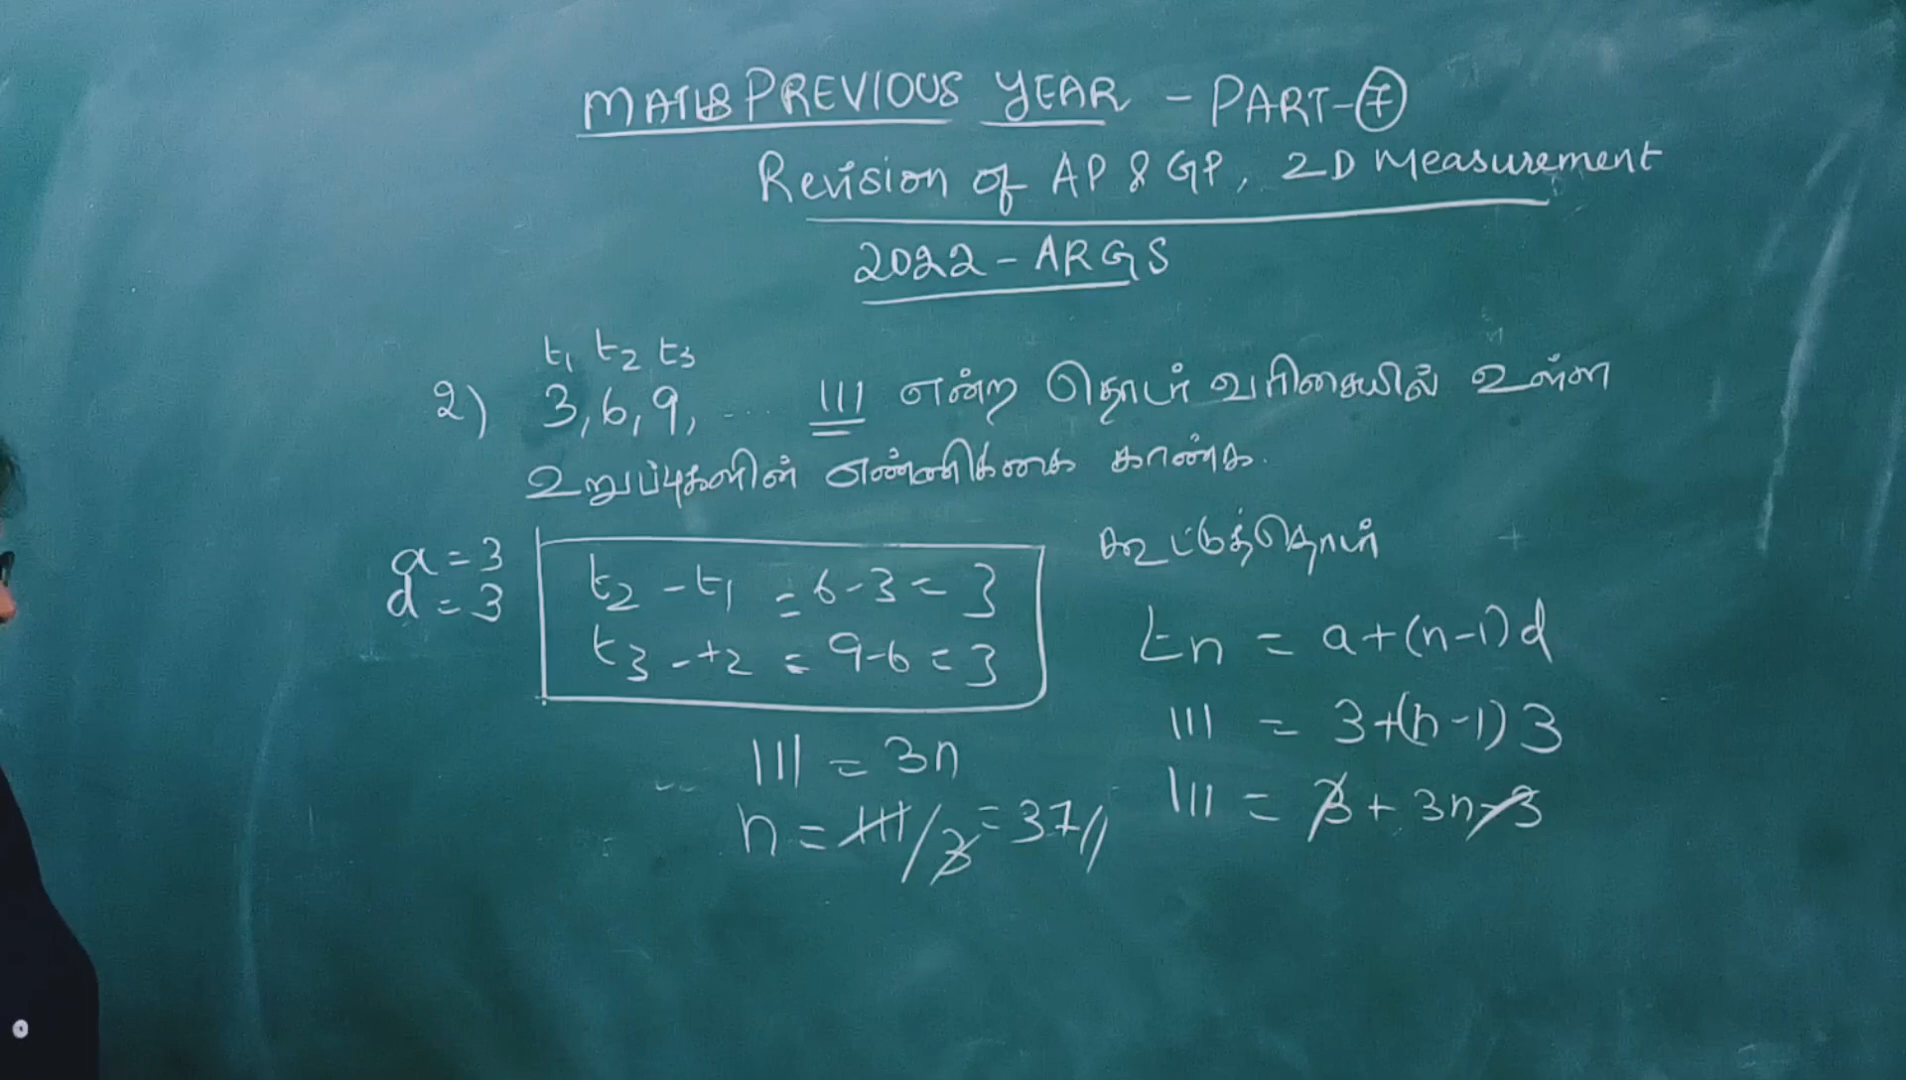 MATHS PREVIOUS YEAR - PART-⑦
Revision of AP & GP, 2D Measurement
2022 - ARGS
t1 t2 t3
2) 3, 6, 9, .... 111 என்ற தொடர் வரிசையில் உள்ள
உறுப்புகளின் எண்ணிக்கை காண்க.
a = 3
d = 3
t2 - t1 = 6 - 3 = 3
t3 - t2 = 9 - 6 = 3
கூட்டுத்தொடர்
tn = a + (n-1) d
111 = 3 + (n-1) 3
111 = 3 + 3n - 3
111 = 3n
n = 111/3 = 37//